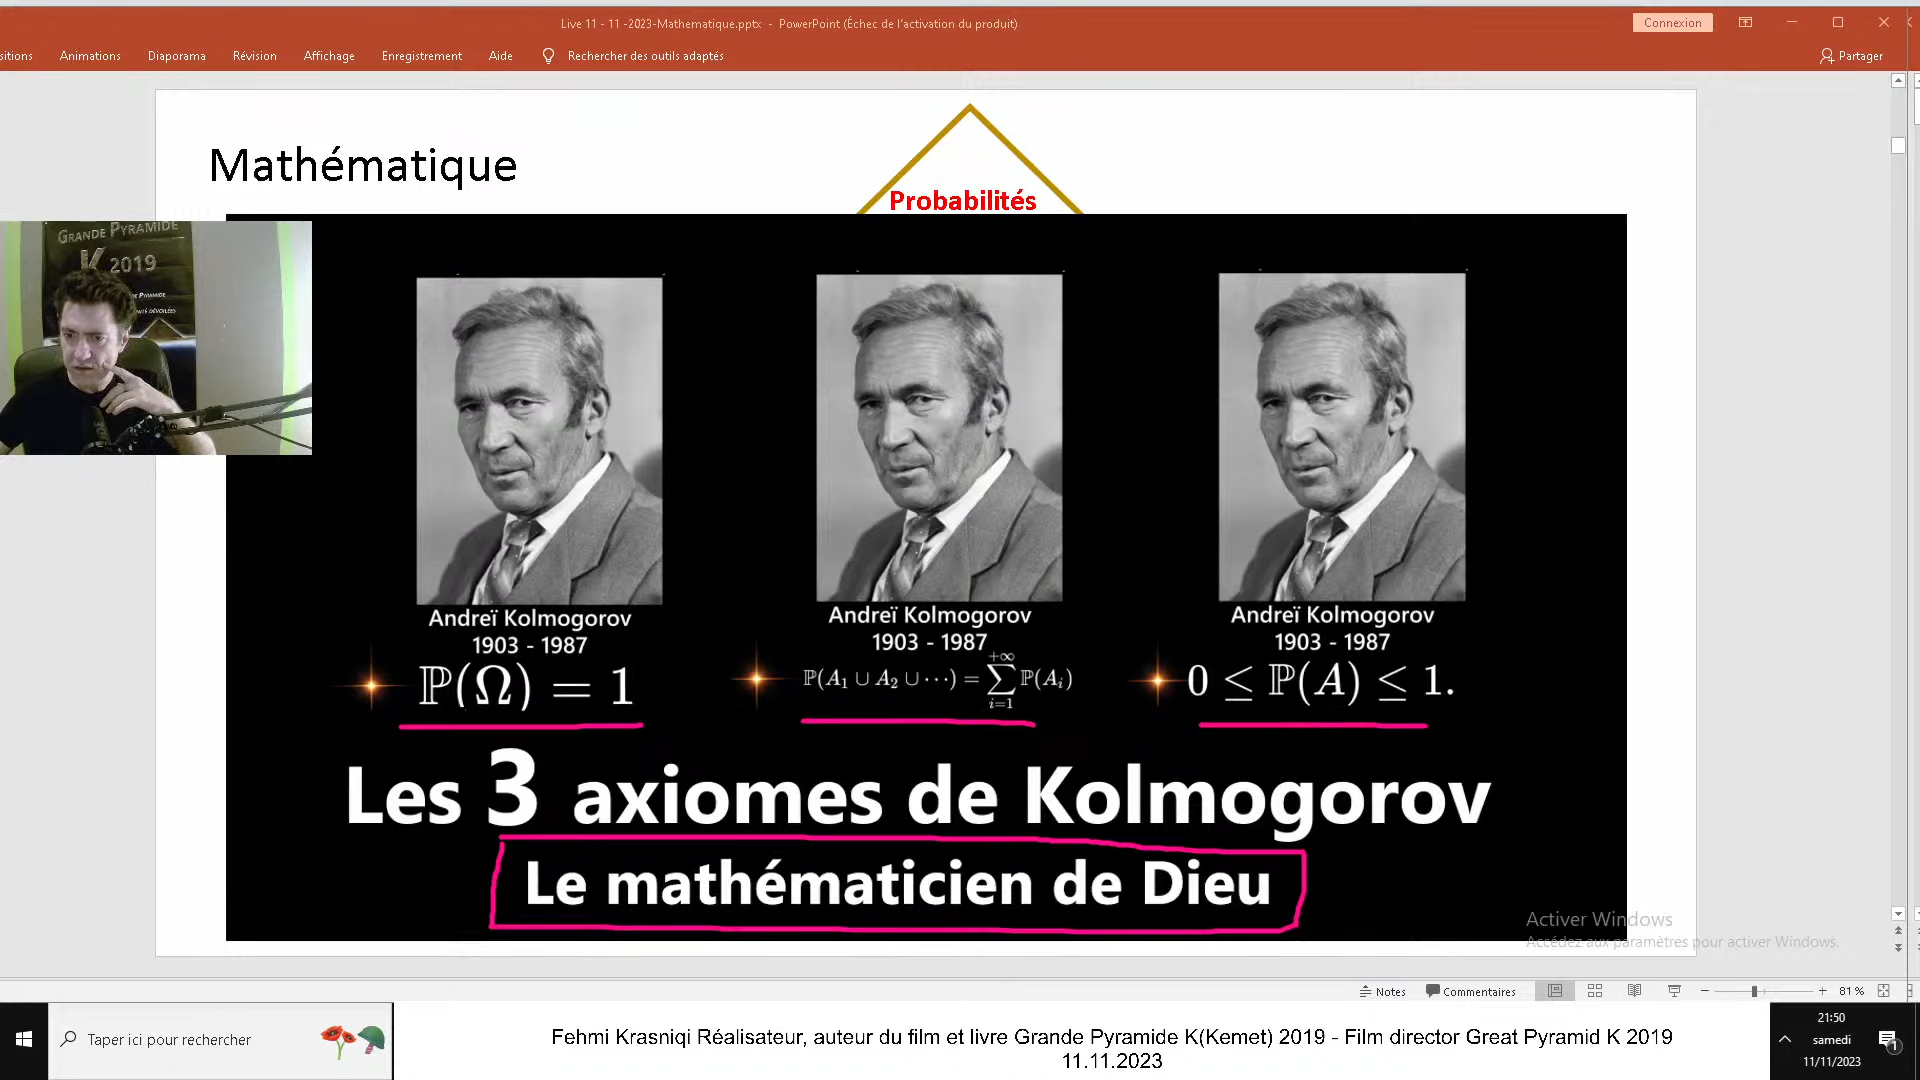 Live 11 - 11 -2023-Mathematique.pptx - PowerPoint (Échec de l'activation du produit)
Connexion
sitions Animations Diaporama Révision Affichage Enregistrement Aide Rechercher des outils adaptés
Partager
Mathématique
Probabilités
GRANDE PYRAMIDE
K 2019
Andreï Kolmogorov
1903 - 1987
ℙ(Ω) = 1
Andreï Kolmogorov
1903 - 1987
ℙ(A₁ ∪ A₂ ∪ ⋯) = ∑_{i=1}^{+∞} ℙ(Aᵢ)
Andreï Kolmogorov
1903 - 1987
0 ≤ ℙ(A) ≤ 1.
Les 3 axiomes de Kolmogorov
Le mathématicien de Dieu
Activer Windows
Accédez aux paramètres pour activer Windows.
Notes Commentaires 81 %
Taper ici pour rechercher
Fehmi Krasniqi Réalisateur, auteur du film et livre Grande Pyramide K(Kemet) 2019 - Film director Great Pyramid K 2019
11.11.2023
21:50
samedi
11/11/2023
1